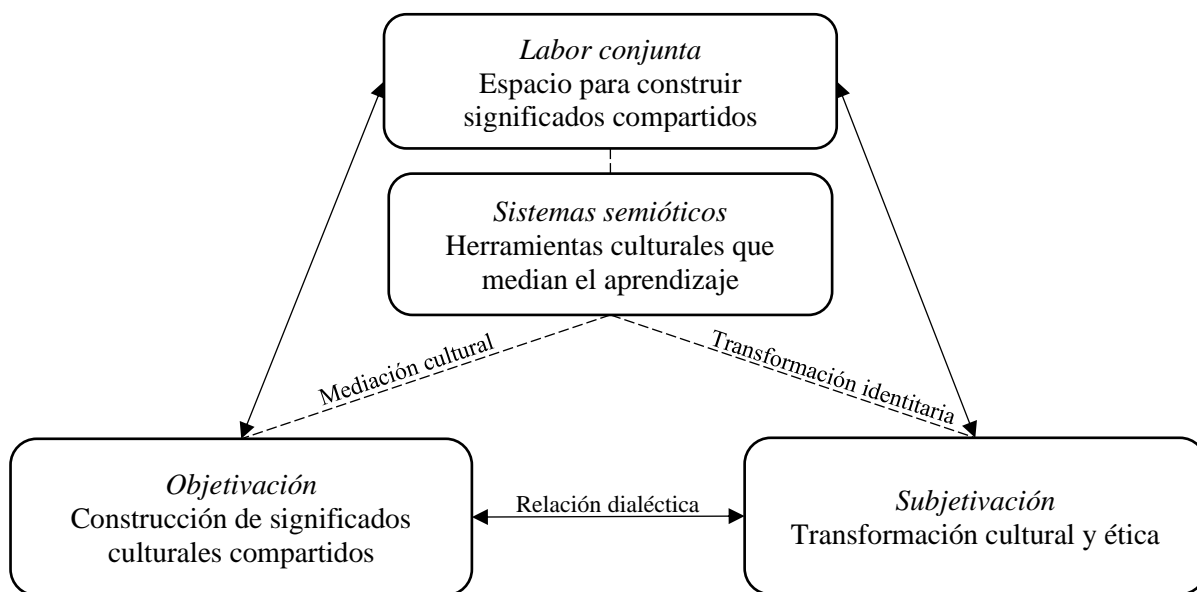 Labor conjunta
Espacio para construir
significados compartidos
Sistemas semióticos
Herramientas culturales que
median el aprendizaje
Mediación cultural
Transformación identitaria
Objetivación
Construcción de significados
culturales compartidos
Relación dialéctica
Subjetivación
Transformación cultural y ética